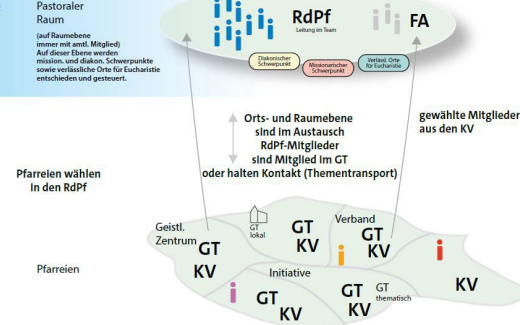 Pastoraler
Raum
(auf Raumebene
immer mit amtl. Mitglied)
Auf dieser Ebene werden
mission. und diakon. Schwerpunkte
sowie verlässliche Orte für Eucharistie
entschieden und gesteuert.
RdPf
Leitung im Team
FA
Diakonischer
Schwerpunkt
Missionarischer
Schwerpunkt
Verlässl. Orte
für Eucharistie
Orts- und Raumebene
sind im Austausch
RdPf-Mitglieder
sind Mitglied im GT
oder halten Kontakt (Thementransport)
gewählte Mitglieder
aus den KV
Pfarreien wählen
in den RdPf
Pfarreien
Geistl.
Zentrum
GT
KV
GT
lokal
GT
KV
Verband
GT
KV
Initiative
GT
KV
GT
KV
GT
thematisch
KV